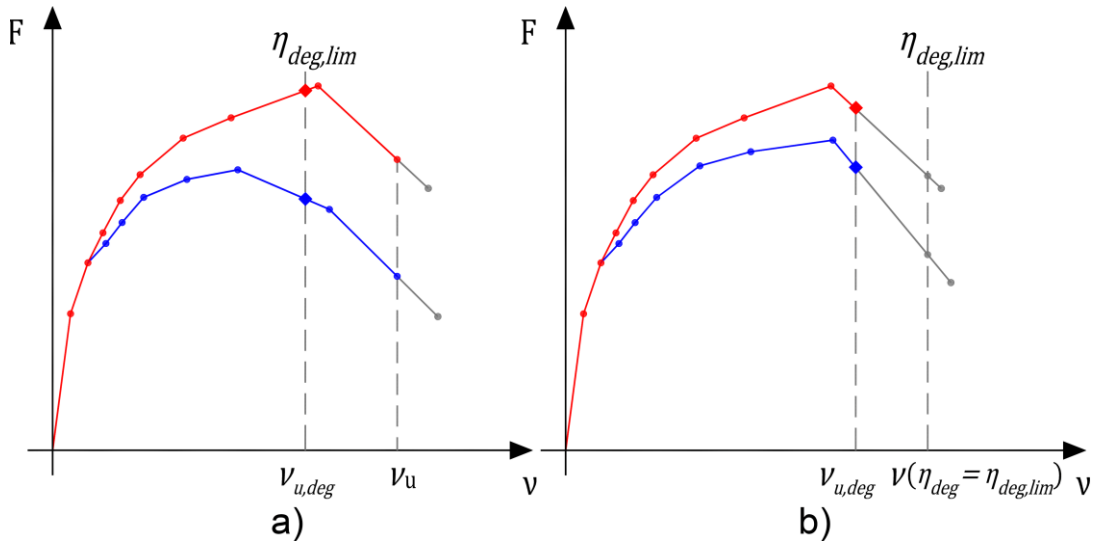 F
η_deg,lim
ν_u,deg
ν_u
ν
a)
F
η_deg,lim
ν_u,deg
ν(η_deg = η_deg,lim)
ν
b)